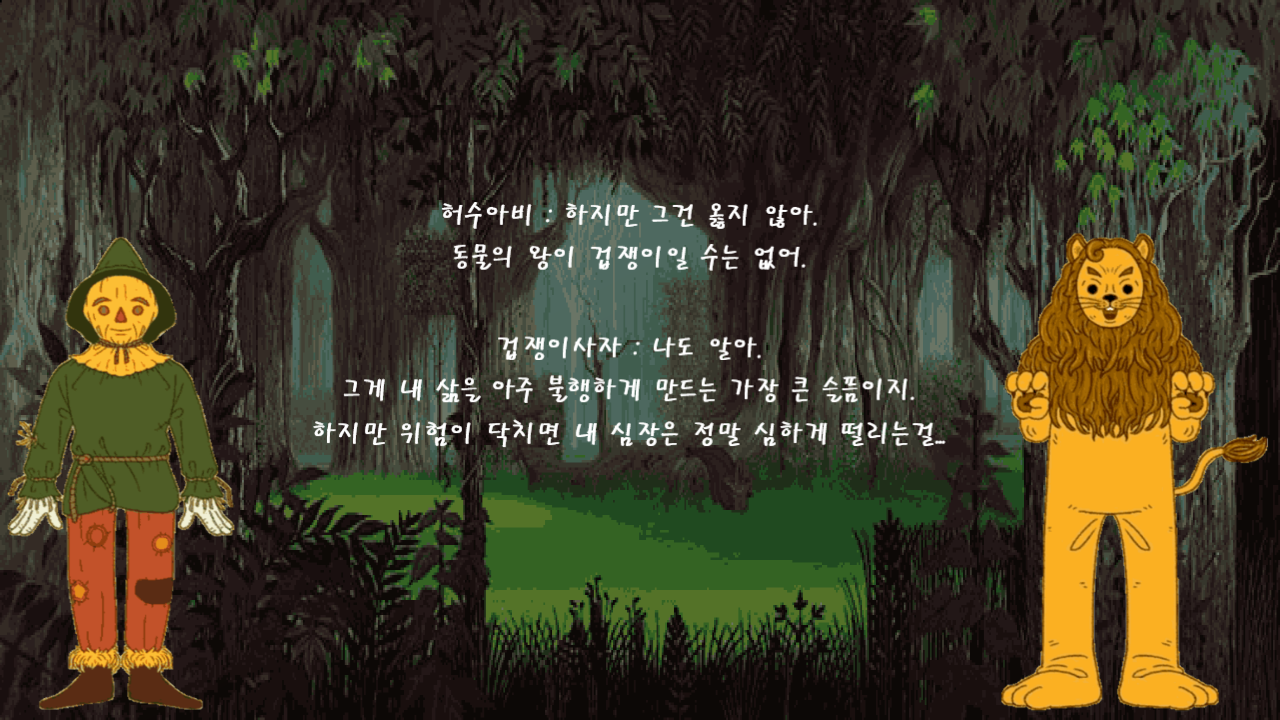 허수아비 : 하지만 그건 옳지 않아.
동물의 왕이 겁쟁이일 수는 없어.
겁쟁이사자 : 나도 알아.
그게 내 삶을 아주 불행하게 만드는 가장 큰 슬픔이지.
하지만 위험이 닥치면 내 심장은 정말 심하게 떨리는걸...